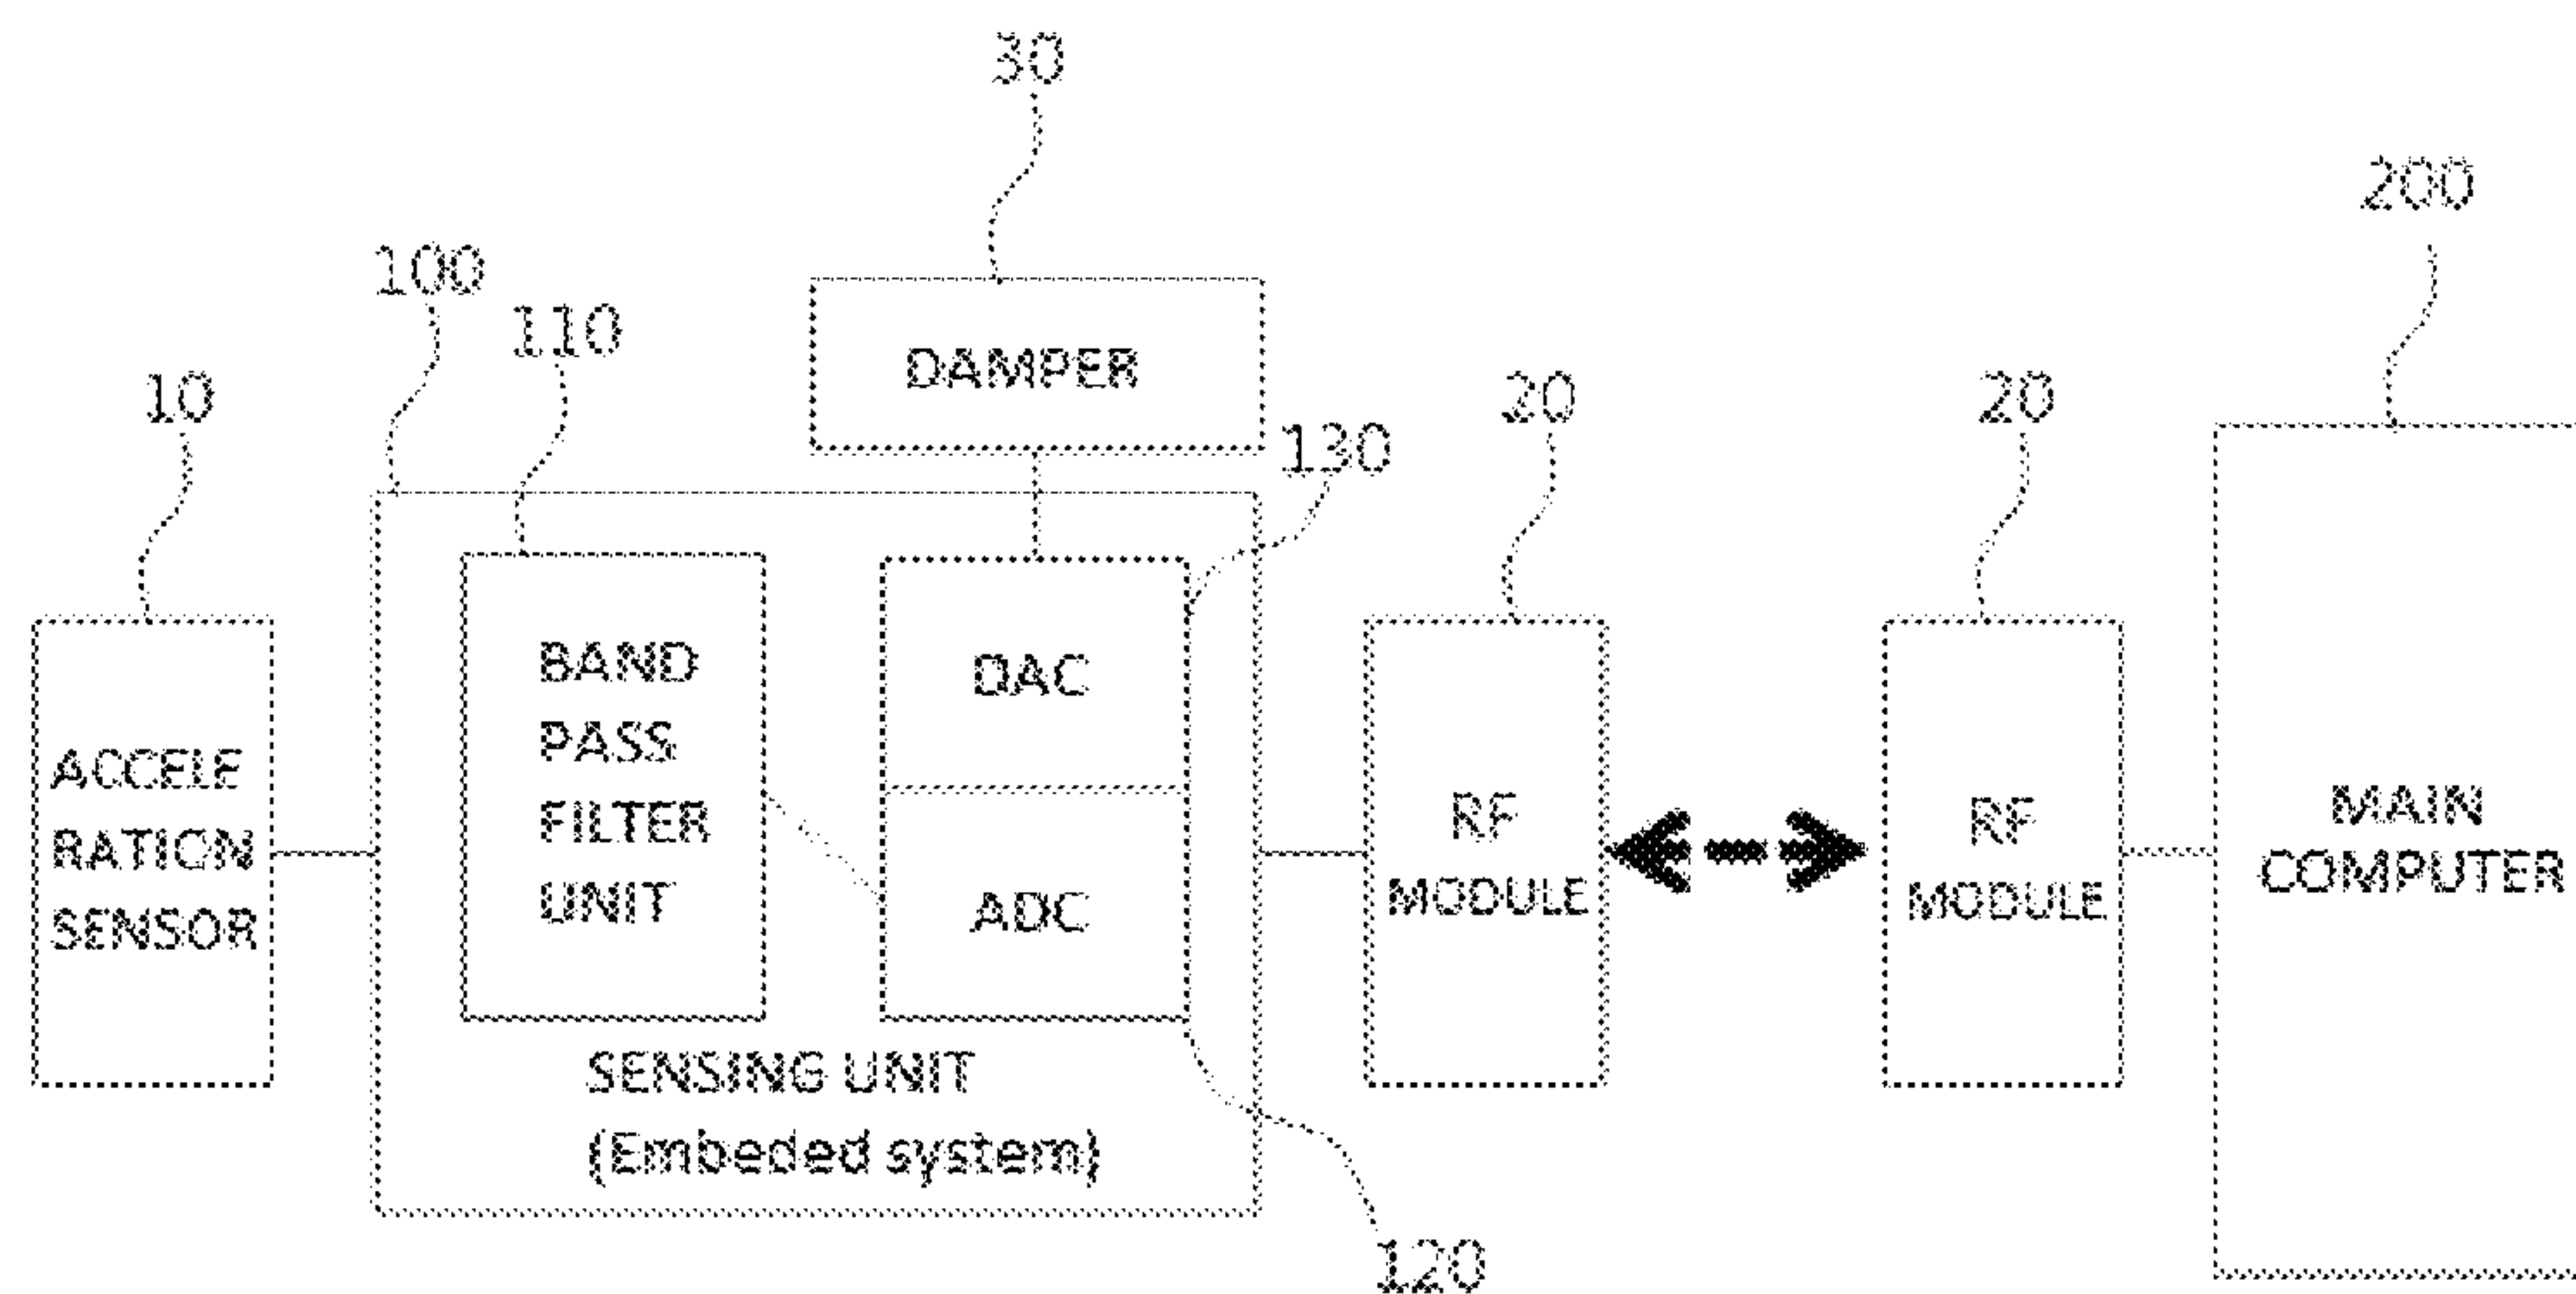 30
200
100
110
DAMPER
10
20
20
130
BAND
PASS
FILTER
UNIT
DAC
ADC
ACCELE
RATION
SENSOR
RF
MODULE
RF
MODULE
MAIN
COMPUTER
SENSING UNIT
(Embeded system)
120